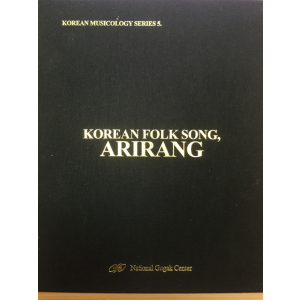 KOREAN MUSICOLOGY SERIES 5.
KOREAN FOLK SONG,
ARIRANG
National Gugak Center